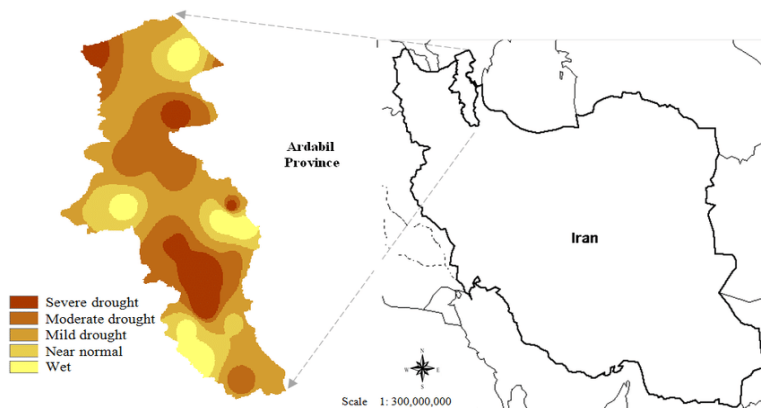 Ardabil
Province
Iran
Severe drought
Moderate drought
Mild drought
Near normal
Wet
N
W E
S
Scale 1: 300,000,000